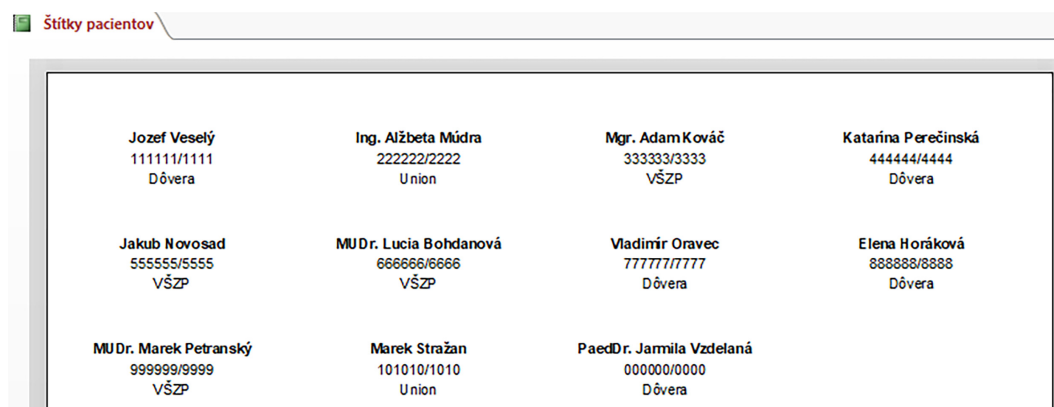 Štítky pacientov
Jozef Veselý
111111/1111
Dôvera
Ing. Alžbeta Múdra
222222/2222
Union
Mgr. Adam Kováč
333333/3333
VŠZP
Katarína Perečinská
444444/4444
Dôvera
Jakub Novosad
555555/5555
VŠZP
MUDr. Lucia Bohdanová
666666/6666
VŠZP
Vladimír Oravec
777777/7777
Dôvera
Elena Horáková
888888/8888
Dôvera
MUDr. Marek Petranský
999999/9999
VŠZP
Marek Stražan
101010/1010
Union
PaedDr. Jarmila Vzdelaná
000000/0000
Dôvera